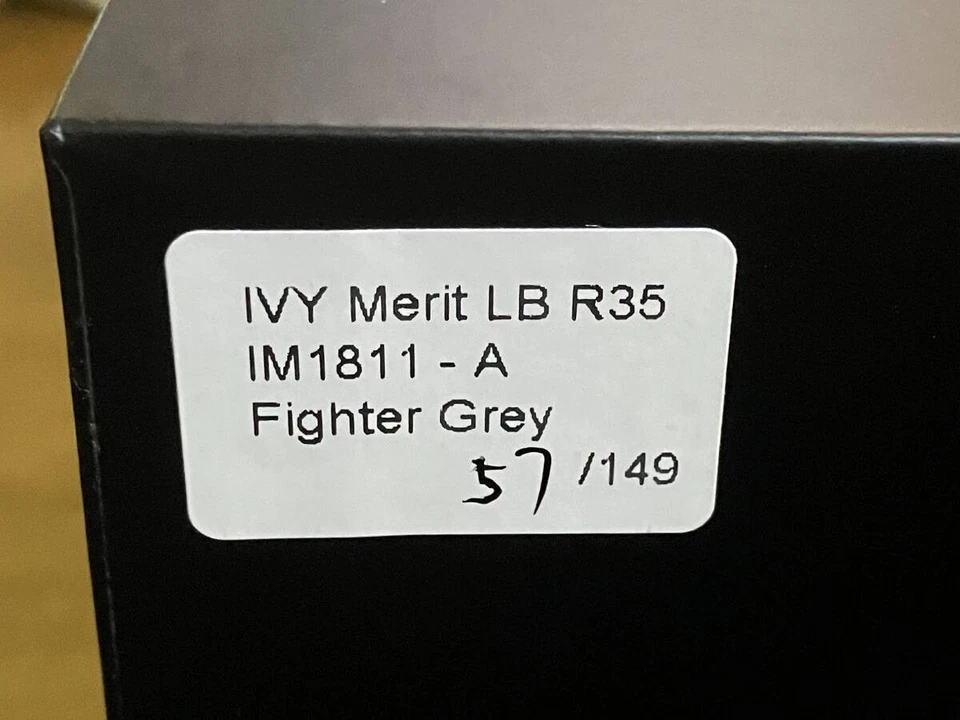 IVY Merit LB R35
IM1811 - A
Fighter Grey
57 /149